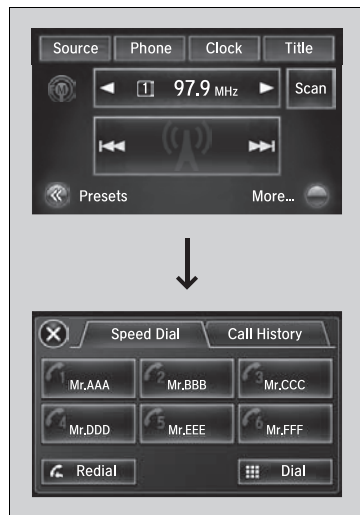 Source Phone Clock Title
1 97.9 MHz Scan
Presets More...
Speed Dial Call History
1 Mr.AAA 2 Mr.BBB 3 Mr.CCC
4 Mr.DDD 5 Mr.EEE 6 Mr.FFF
Redial Dial